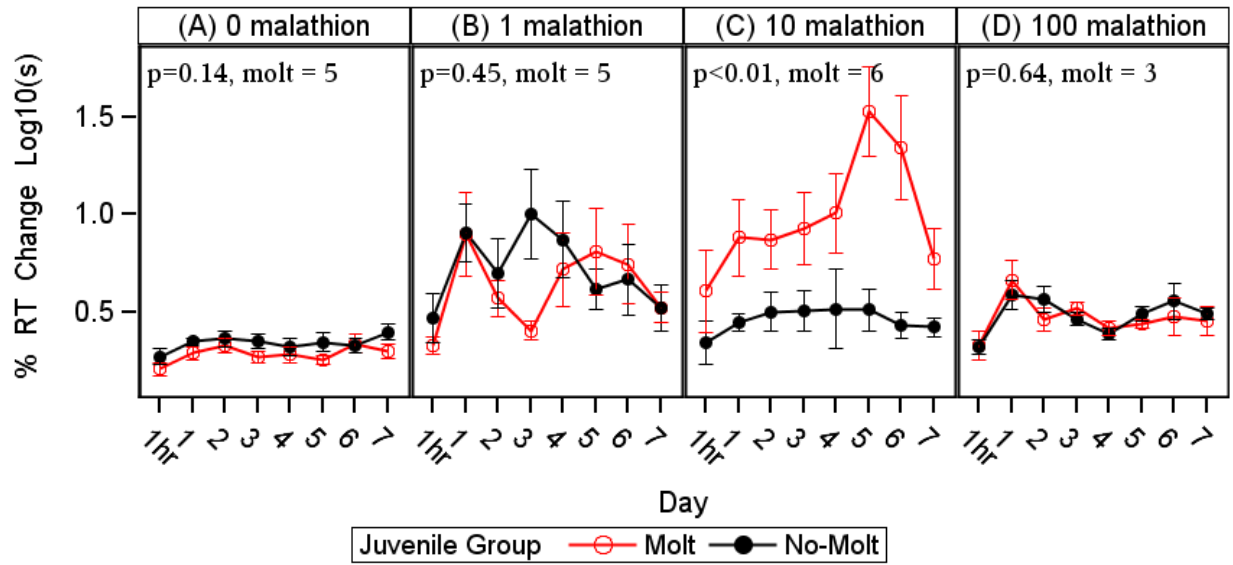 (A) 0 malathion (B) 1 malathion (C) 10 malathion (D) 100 malathion
p=0.14, molt = 5 p=0.45, molt = 5 p<0.01, molt = 6 p=0.64, molt = 3
% RT Change Log10(s)
1.5
1.0
0.5
1hr 1 2 3 4 5 6 7 1hr 1 2 3 4 5 6 7 1hr 1 2 3 4 5 6 7 1hr 1 2 3 4 5 6 7
Day
Juvenile Group Molt No-Molt